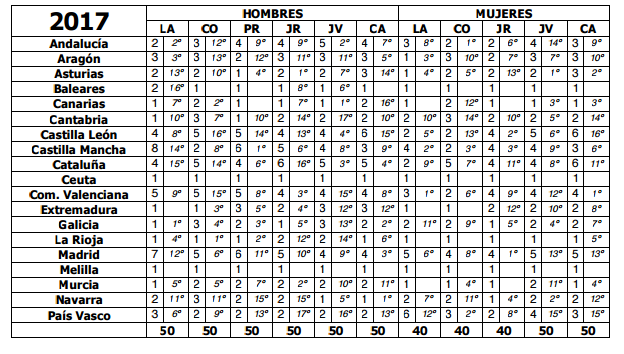 2017 HOMBRES MUJERES
LA CO PR JR JV CA LA CO JR JV CA
Andalucía 2 2º 3 12º 4 9º 4 9º 5 2º 4 7º 3 8º 2 1º 2 6º 4 14º 3 9º
Aragón 3 3º 3 13º 2 12º 3 11º 3 11º 3 5º 1 3º 3 10º 2 7º 3 7º 3 10º
Asturias 2 13º 2 10º 1 4º 2 1º 2 7º 3 14º 1 4º 2 5º 2 13º 2 1º 3 2º
Baleares 2 16º 1 1 1 8º 1 6º 1 1 1 1 1 1
Canarias 1 7º 2 2º 1 1 7º 1 1º 2 16º 1 2 12º 1 1 3º 1 3º
Cantabria 1 10º 3 7º 1 10º 2 14º 2 17º 2 10º 2 10º 3 14º 2 10º 2 5º 2 14º
Castilla León 4 8º 5 16º 5 14º 4 13º 4 4º 6 15º 2 5º 2 13º 4 2º 5 6º 6 16º
Castilla Mancha 8 14º 2 8º 6 1º 5 6º 4 8º 3 9º 4 2º 2 3º 4 3º 4 9º 3 6º
Cataluña 4 15º 5 14º 4 6º 6 16º 5 3º 5 4º 2 9º 5 7º 4 11º 4 8º 6 11º
Ceuta 1 1 1 1 1 1 1 1 1 1 1
Com. Valenciana 5 9º 5 15º 5 8º 4 3º 4 15º 4 8º 3 1º 2 6º 4 9º 4 12º 4 1º
Extremadura 1 1 3º 3 5º 2 4º 3 12º 3 12º 1 1 2 12º 2 10º 2 8º
Galicia 1 1º 3 4º 2 3º 1 5º 3 13º 2 2º 2 11º 2 9º 1 5º 2 4º 2 7º
La Rioja 1 4º 1 1º 1 2º 2 12º 2 14º 1 6º 1 1 1 1 1 5º
Madrid 7 12º 5 6º 6 11º 5 10º 4 9º 4 3º 5 6º 4 8º 4 1º 5 13º 5 13º
Melilla 1 1 1 1 1 1 1 1 1 1 1
Murcia 1 5º 2 5º 2 7º 2 2º 2 10º 2 11º 1 1 4º 1 2 11º 1 4º
Navarra 2 11º 3 11º 2 15º 2 15º 1 5º 1 1º 2 7º 2 11º 1 4º 2 2º 2 12º
País Vasco 3 6º 2 9º 2 13º 2 17º 2 16º 2 13º 6 12º 3 2º 2 8º 4 15º 3 15º
50 50 50 50 50 50 40 40 40 50 50